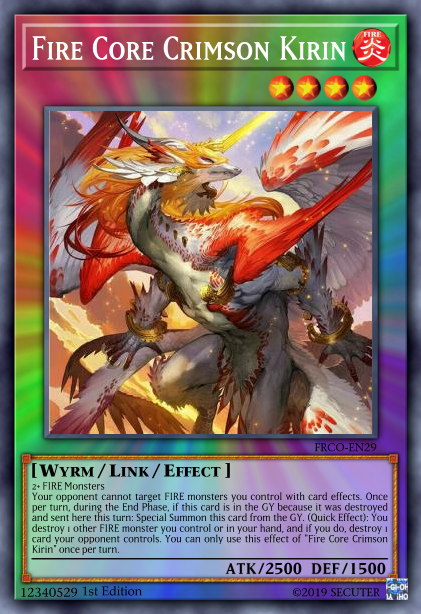 Fire Core Crimson Kirin
FIRE
炎
FRCO-EN29
[Wyrm / Link / Effect ]
2+ FIRE Monsters
Your opponent cannot target FIRE monsters you control with card effects. Once
per turn, during the End Phase, if this card is in the GY because it was destroyed
and sent here this turn: Special Summon this card from the GY. (Quick Effect): You
destroy 1 other FIRE monster you control or in your hand, and if you do, destroy 1
card your opponent controls. You can only use this effect of "Fire Core Crimson
Kirin" once per turn.
ATK/2500 DEF/1500
12340529 1st Edition
©2019 SECUTER